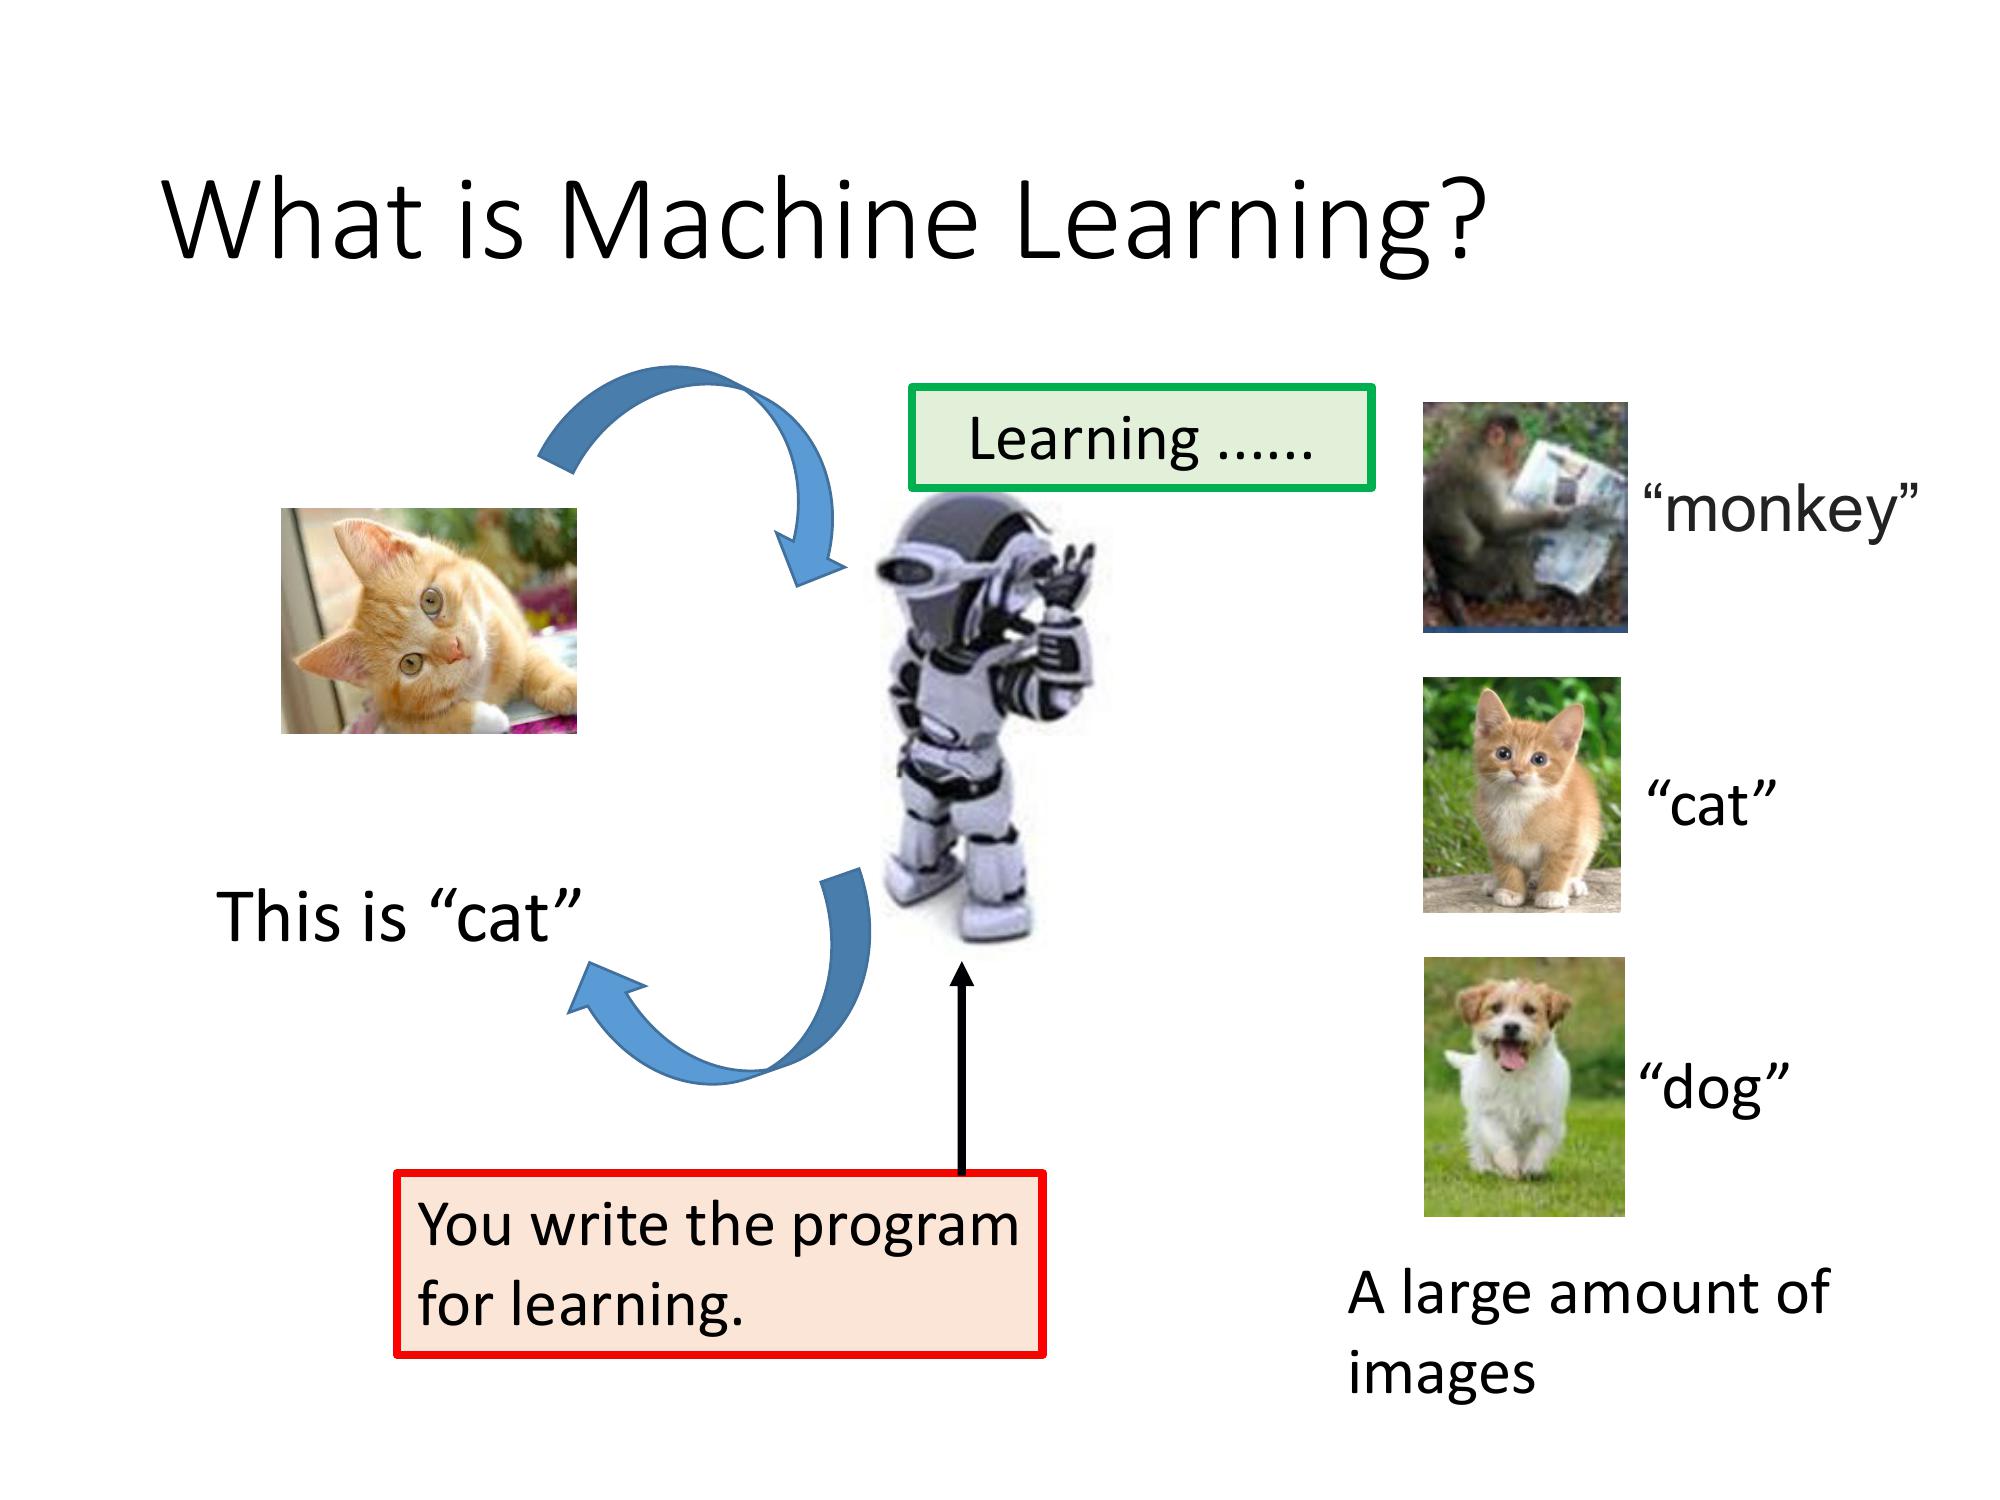 What is Machine Learning?
Learning ......
“monkey”
“cat”
This is “cat”
“dog”
You write the program
for learning.
A large amount of
images